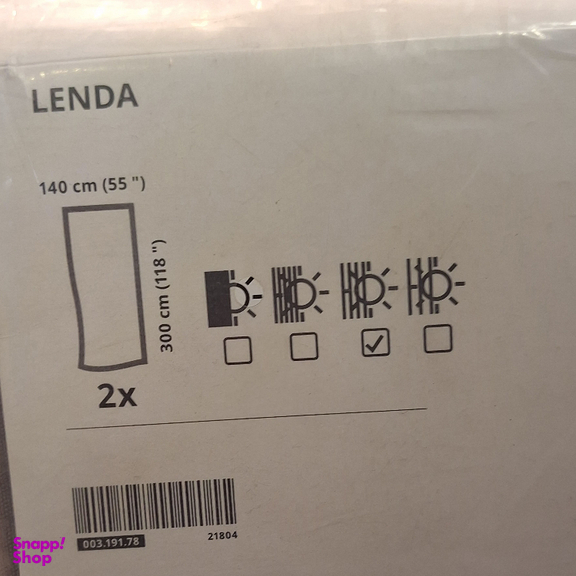 LENDA
140 cm (55 ")
300 cm (118 ")
2x
003.191.78
21804
Snapp!
Shop